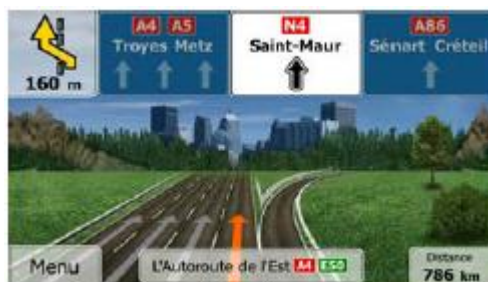 160 m
A4 A5
Troyes Metz
N4
Saint-Maur
A86
Sénart Créteil
Menu
L'Autoroute de l'Est A4 E50
Distance
786 km